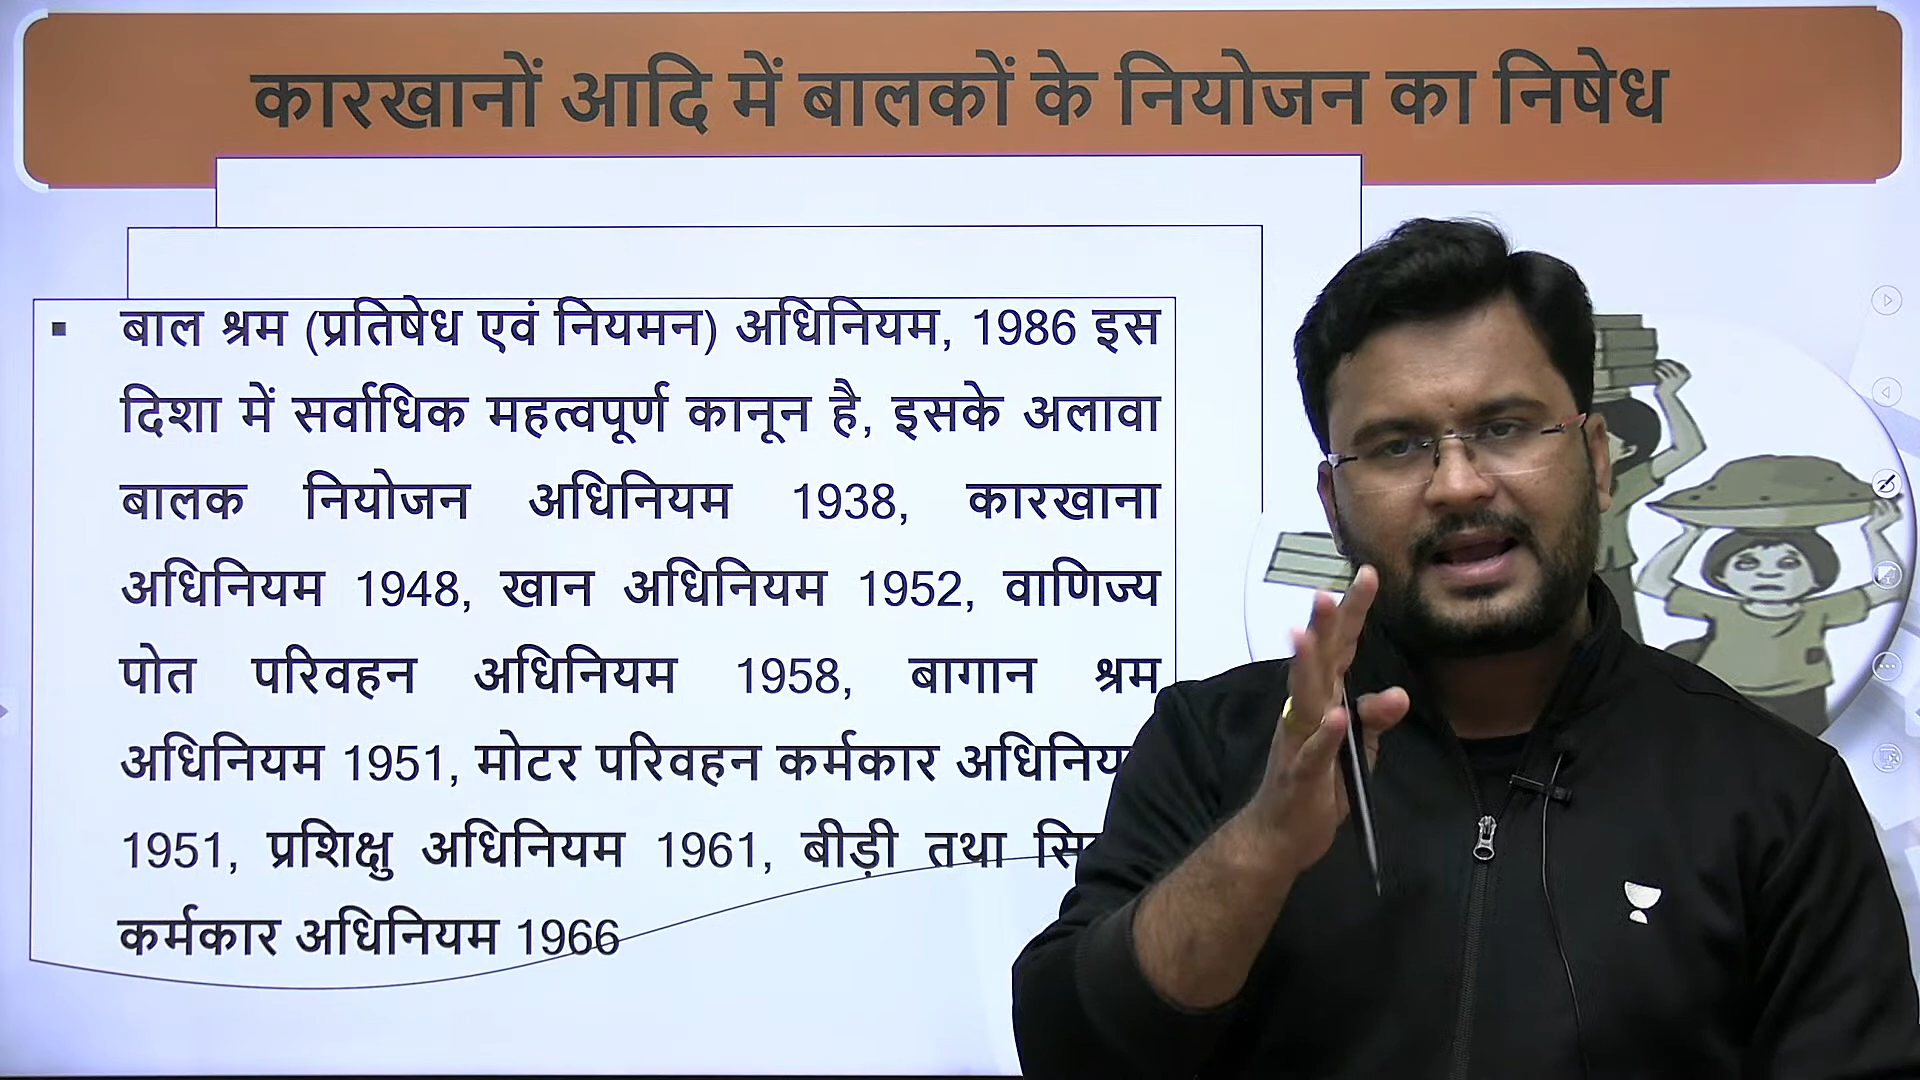 कारखानों आदि में बालकों के नियोजन का निषेध
▪ बाल श्रम (प्रतिषेध एवं नियमन) अधिनियम, 1986 इस
दिशा में सर्वाधिक महत्वपूर्ण कानून है, इसके अलावा
बालक नियोजन अधिनियम 1938, कारखाना
अधिनियम 1948, खान अधिनियम 1952, वाणिज्य
पोत परिवहन अधिनियम 1958, बागान श्रम
अधिनियम 1951, मोटर परिवहन कर्मकार
1951, प्रशिक्षु अधिनियम 1961, बीड़ी तथा
कर्मकार अधिनियम 1966